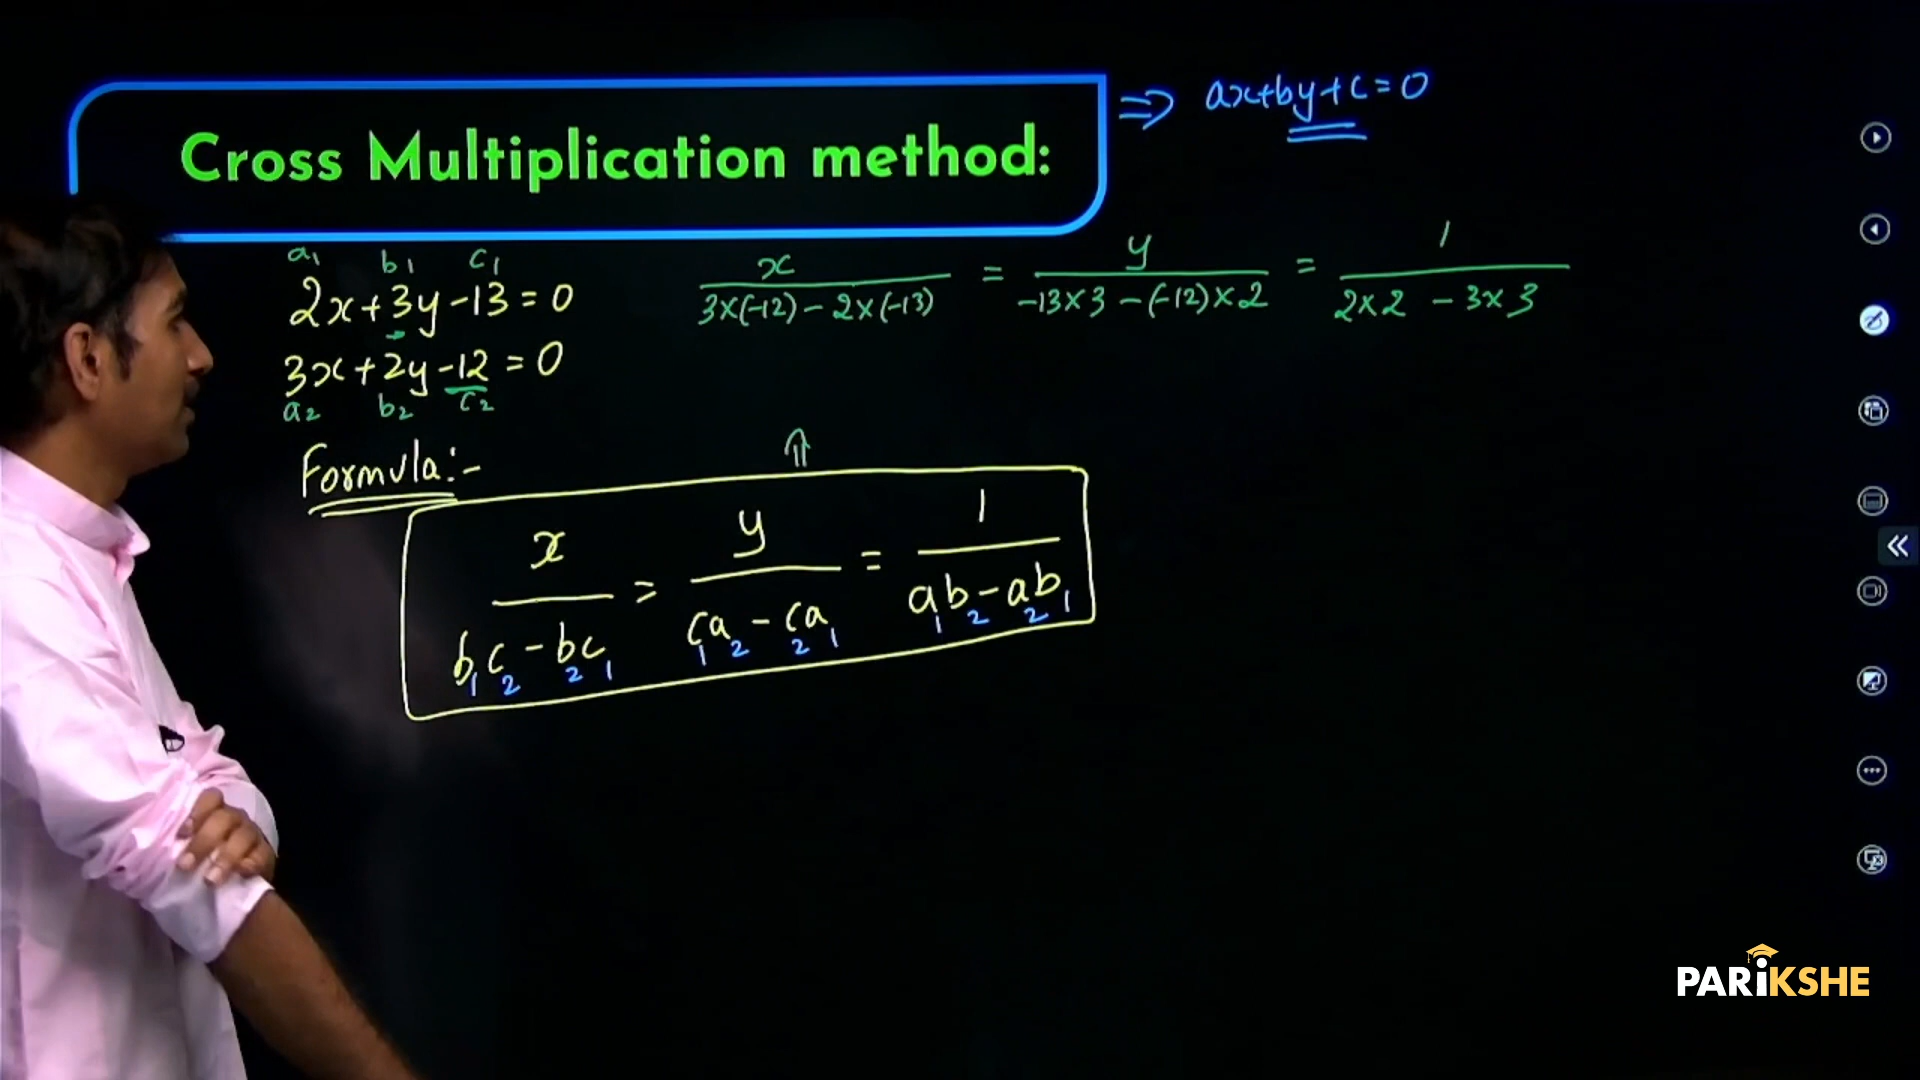 ⇒ ax+by+c=0
Cross Multiplication method:
a₁ b₁ c₁
2x+3y-13=0
x/(3×(-12)-2×(-13)) = y/(-13×3-(-12)×2) = 1/(2×2-3×3)
3x+2y-12=0
a₂ b₂ c₂
Formula:-
⇑
x/(b₁c₂-b₂c₁) = y/(c₁a₂-c₂a₁) = 1/(a₁b₂-a₂b₁)
PARiKSHE